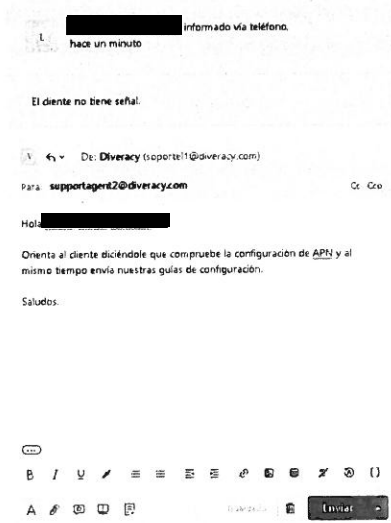 informado vía teléfono.
hace un minuto
El cliente no tiene señal.
De: Diveracy (soportel1@diveracy.com)
Para supportagent2@diveracy.com Cc Cco
Hola
Orienta al cliente diciéndole que compruebe la configuración de APN y al
mismo tiempo envía nuestras guías de configuración.
Saludos.
B I U
A
Enviar